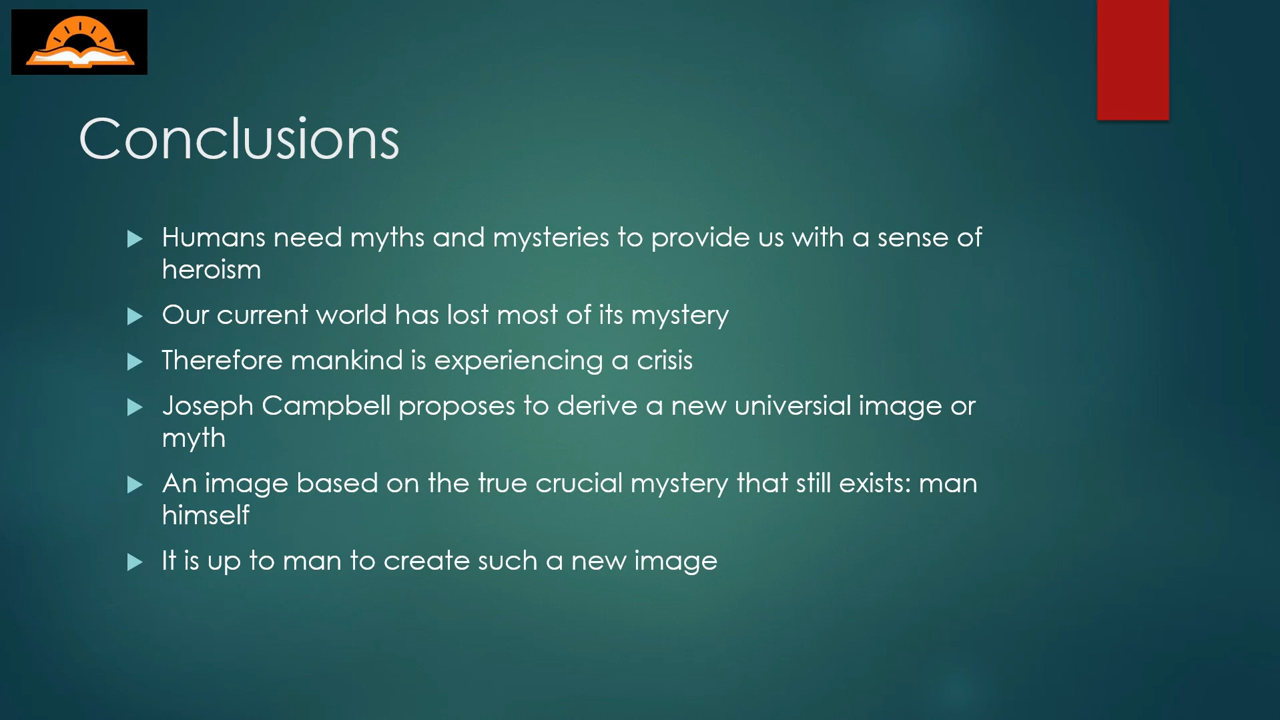 Conclusions
Humans need myths and mysteries to provide us with a sense of
heroism
Our current world has lost most of its mystery
Therefore mankind is experiencing a crisis
Joseph Campbell proposes to derive a new universial image or
myth
An image based on the true crucial mystery that still exists: man
himself
It is up to man to create such a new image